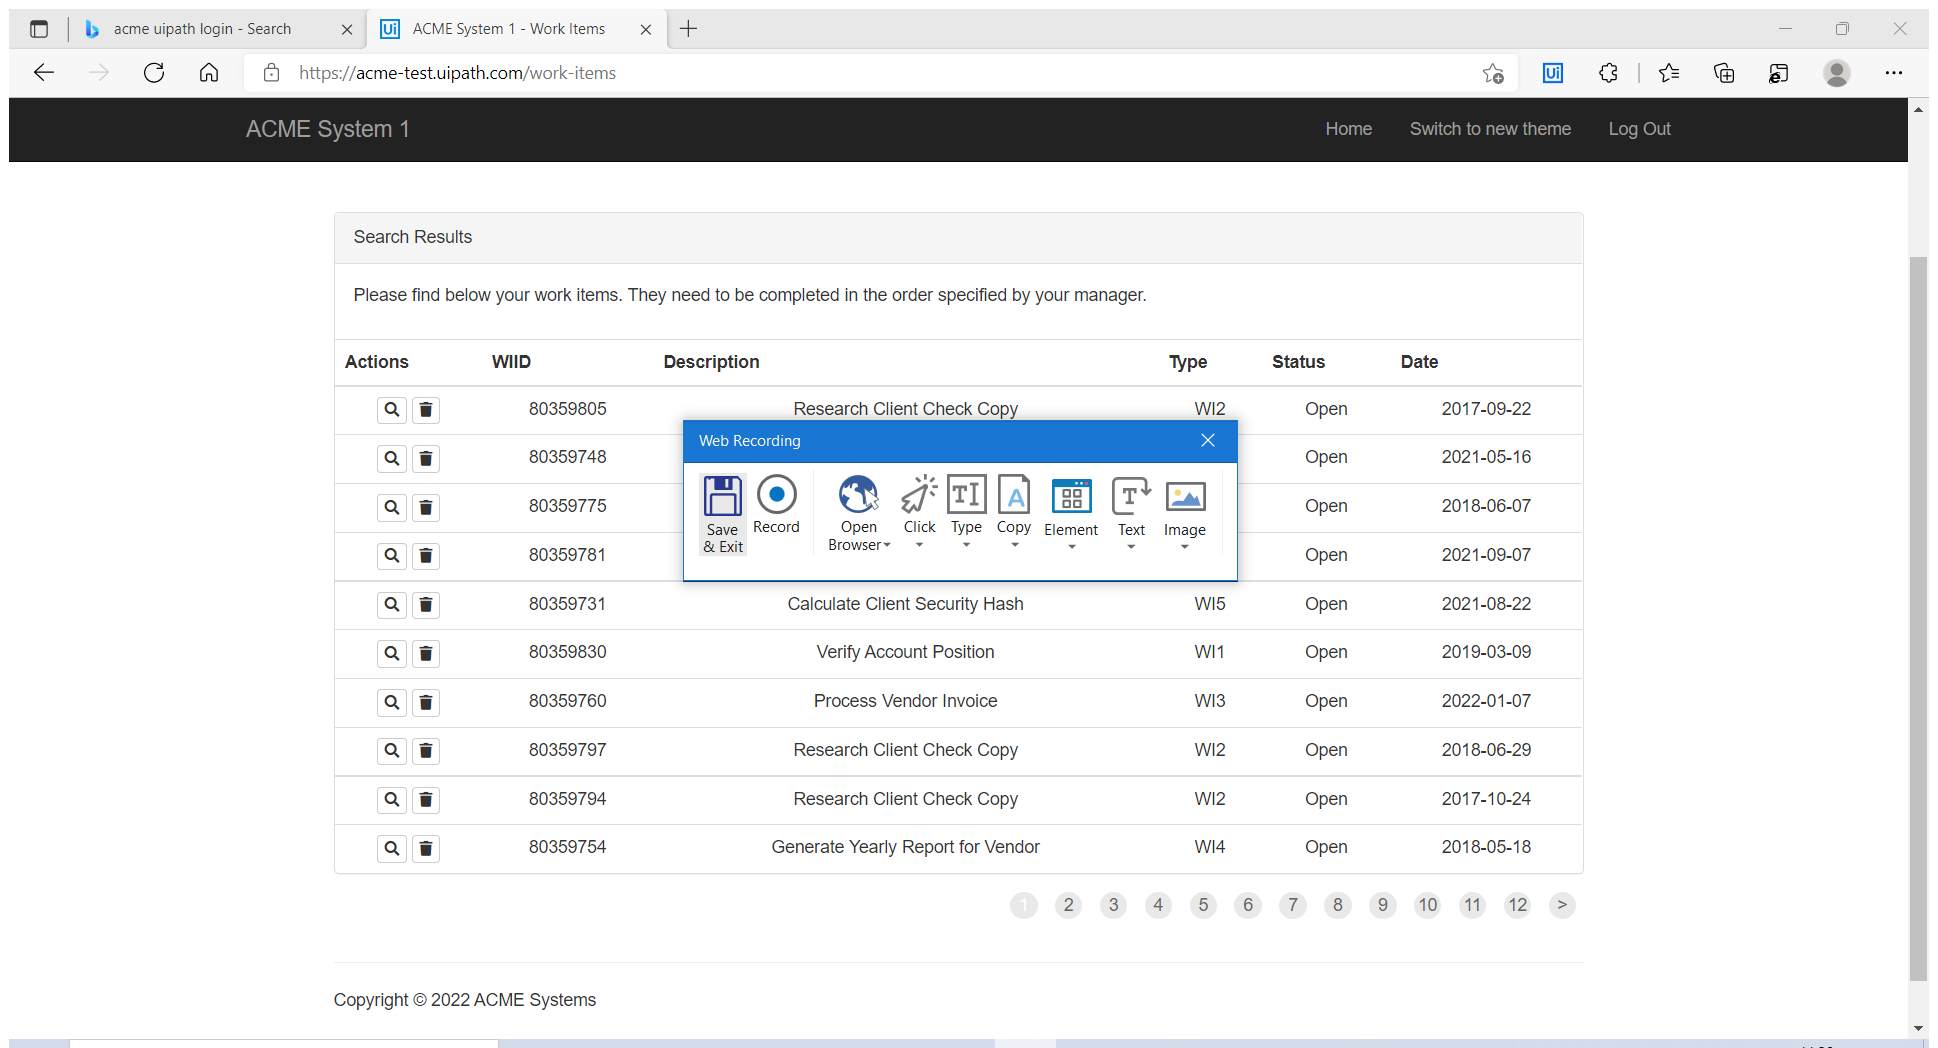 acme uipath login - Search
Ui ACME System 1 - Work Items
https://acme-test.uipath.com/work-items
Ui
ACME System 1
Home Switch to new theme Log Out
Search Results
Please find below your work items. They need to be completed in the order specified by your manager.
Actions WIID Description Type Status Date
80359805 Research Client Check Copy WI2 Open 2017-09-22
80359748 Open 2021-05-16
80359775 Open 2018-06-07
80359781 Open 2021-09-07
Web Recording
Save & Exit Record Open Browser Click Type Copy Element Text Image
80359731 Calculate Client Security Hash WI5 Open 2021-08-22
80359830 Verify Account Position WI1 Open 2019-03-09
80359760 Process Vendor Invoice WI3 Open 2022-01-07
80359797 Research Client Check Copy WI2 Open 2018-06-29
80359794 Research Client Check Copy WI2 Open 2017-10-24
80359754 Generate Yearly Report for Vendor WI4 Open 2018-05-18
1 2 3 4 5 6 7 8 9 10 11 12 >
Copyright © 2022 ACME Systems